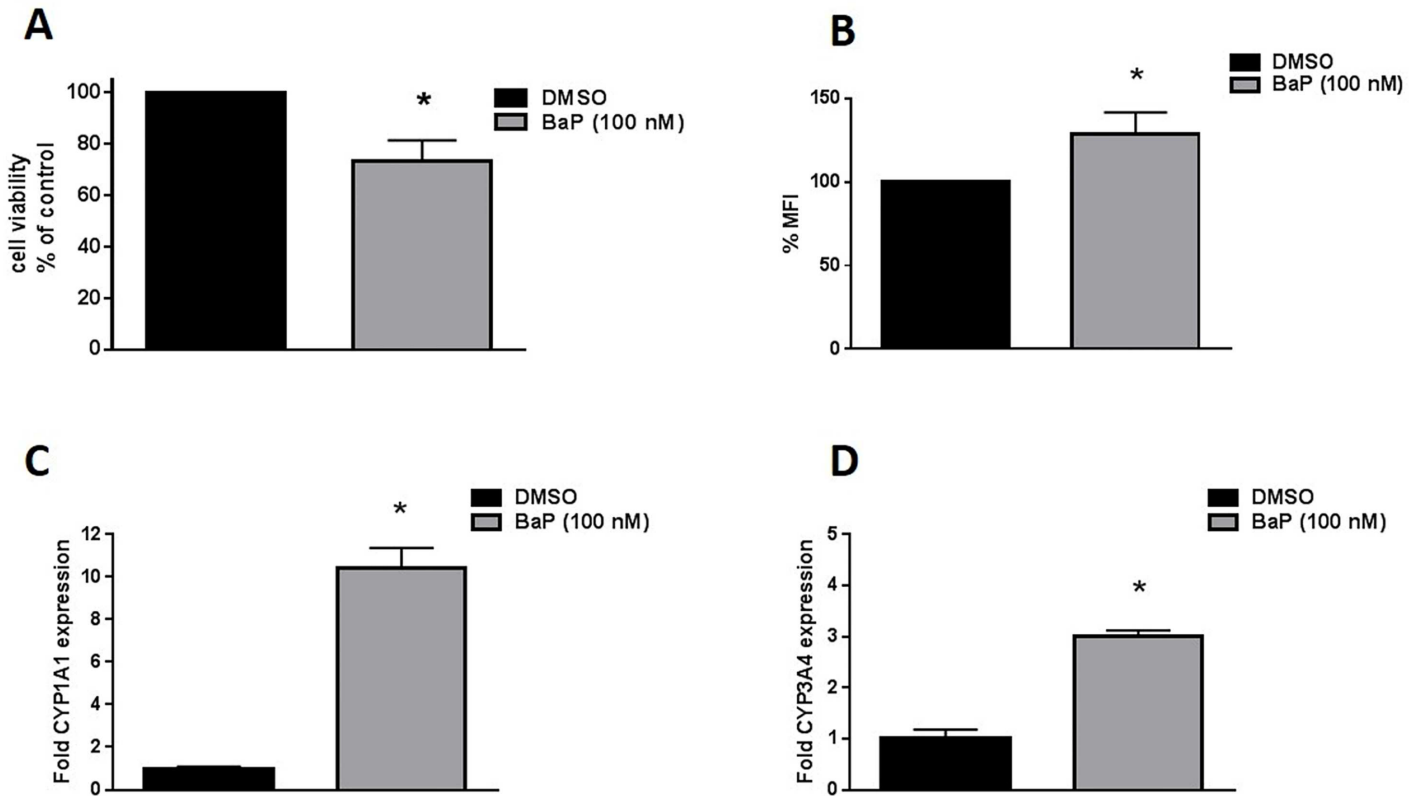 A
cell viability
% of control
100
80
60
40
20
0
*
DMSO
BaP (100 nM)
B
% MFI
150
100
50
0
*
DMSO
BaP (100 nM)
C
Fold CYP1A1 expression
12
10
8
6
4
2
0
*
DMSO
BaP (100 nM)
D
Fold CYP3A4 expression
5
4
3
2
1
0
*
DMSO
BaP (100 nM)